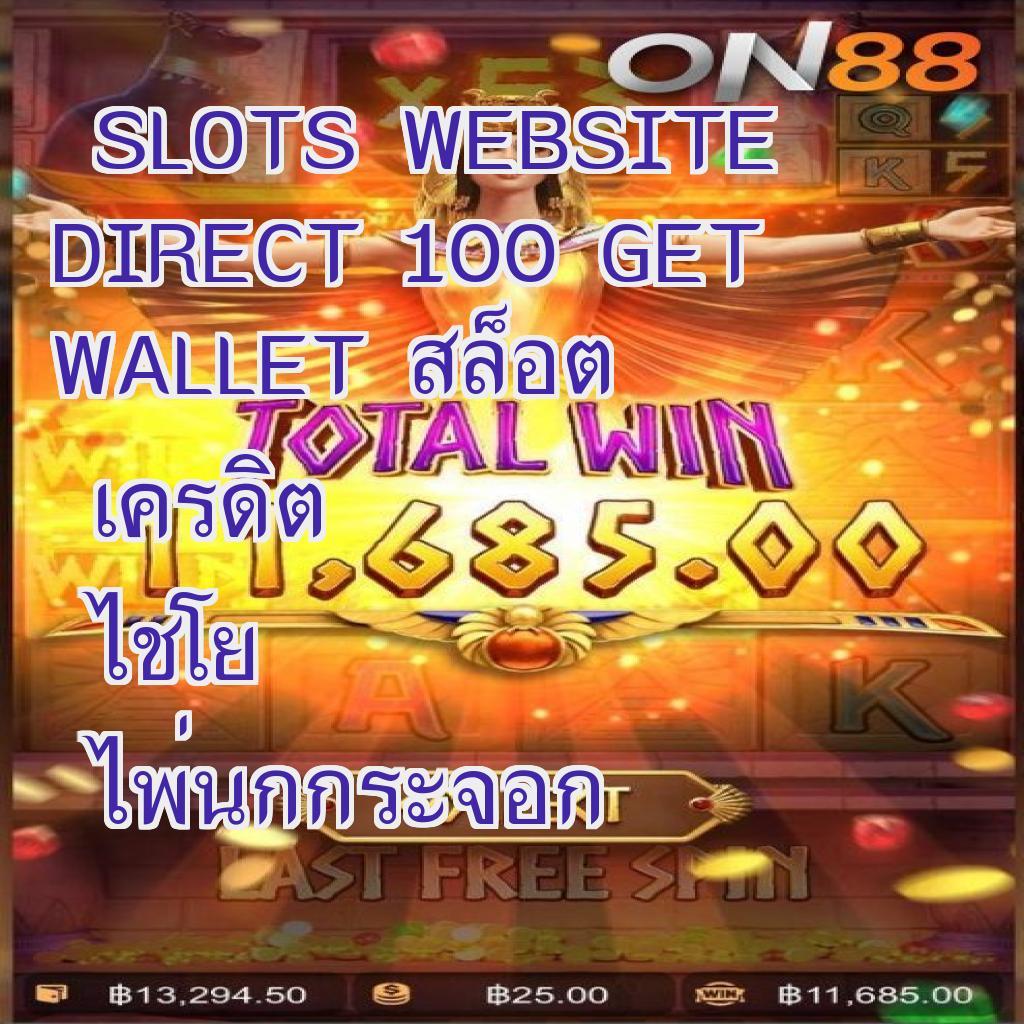 ON88
SLOTS WEBSITE
DIRECT 100 GET
WALLET สล็อต
TOTAL WIN
เครดิต
11,685.00
ไชโย
A K
ไพ่นกกระจอก
LAST FREE SPIN
฿13,294.50 ฿25.00 WIN ฿11,685.00